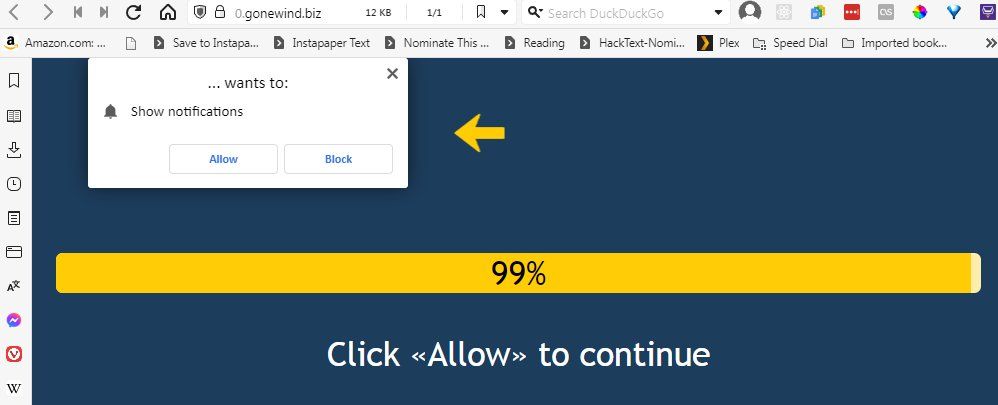 0.gonewind.biz 12 KB 1/1 Search DuckDuckGo
Amazon.com: ... Save to Instapa... Instapaper Text Nominate This ... Reading HackText-Nomi... Plex Speed Dial Imported book...
... wants to:
Show notifications
Allow Block
99%
Click «Allow» to continue